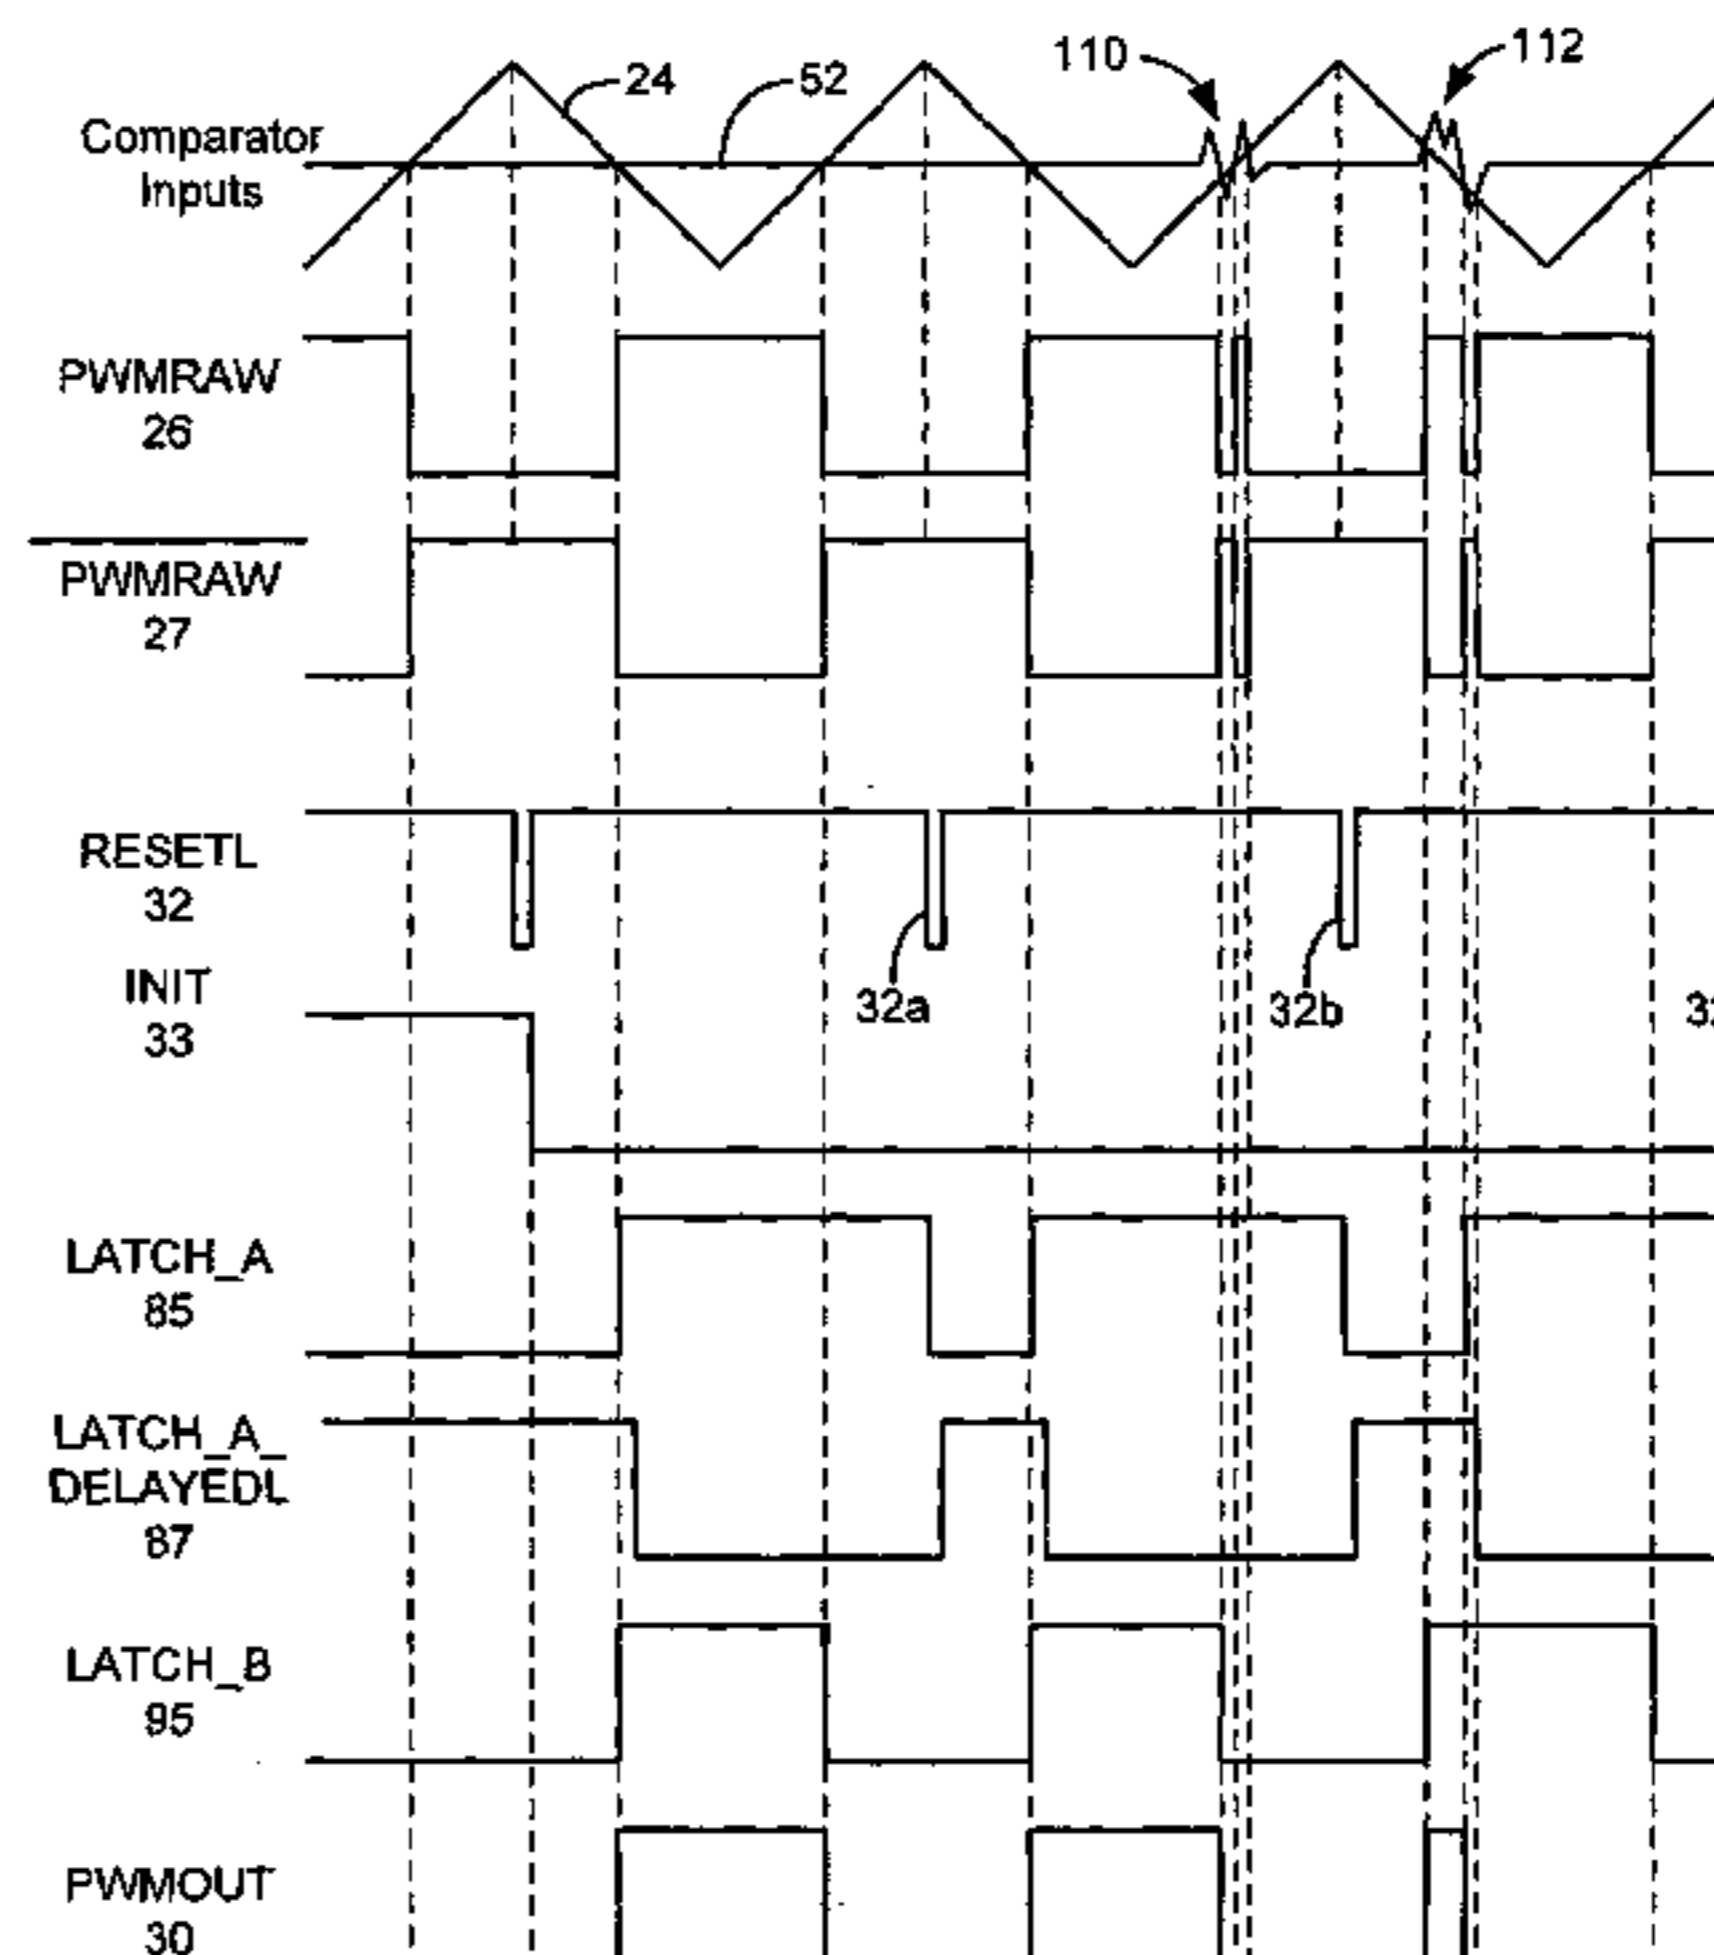 110
112
24
52
Comparator
Inputs
PWMRAW
26
PWMRAW
27
RESETL
32
32a
32b
INIT
33
LATCH_A
85
LATCH_A_
DELAYEDL
87
LATCH_B
95
PWMOUT
30